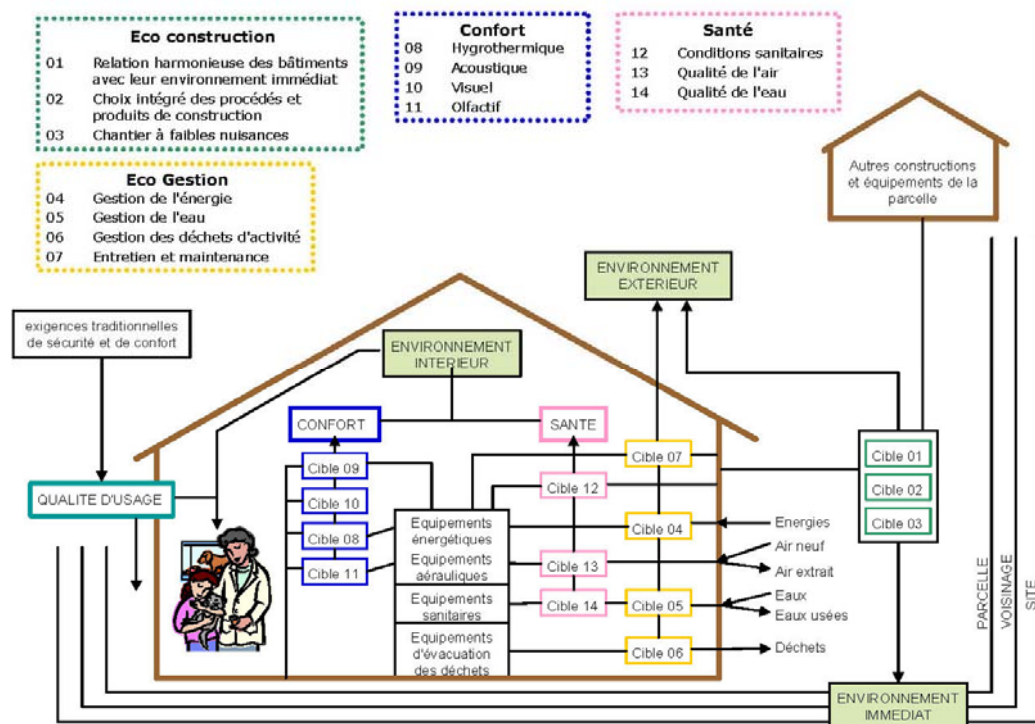 Eco construction
01 Relation harmonieuse des bâtiments
avec leur environnement immédiat
02 Choix intégré des procédés et
produits de construction
03 Chantier à faibles nuisances
Confort
08 Hygrothermique
09 Acoustique
10 Visuel
11 Olfactif
Santé
12 Conditions sanitaires
13 Qualité de l'air
14 Qualité de l'eau
Eco Gestion
04 Gestion de l'énergie
05 Gestion de l'eau
06 Gestion des déchets d'activité
07 Entretien et maintenance
Autres constructions
et équipements de la
parcelle
ENVIRONNEMENT
EXTERIEUR
exigences traditionnelles
de sécurité et de confort
ENVIRONNEMENT
INTERIEUR
CONFORT
SANTE
QUALITE D'USAGE
Cible 09
Cible 10
Cible 08
Cible 11
Equipements
énergétiques
Equipements
aérauliques
Equipements
sanitaires
Equipements
d'évacuation
des déchets
Cible 12
Cible 13
Cible 14
Cible 07
Cible 04
Cible 05
Cible 06
Energies
Air neuf
Air extrait
Eaux
Eaux usées
Déchets
Cible 01
Cible 02
Cible 03
PARCELLE
VOISINAGE
SITE
ENVIRONNEMENT
IMMEDIAT